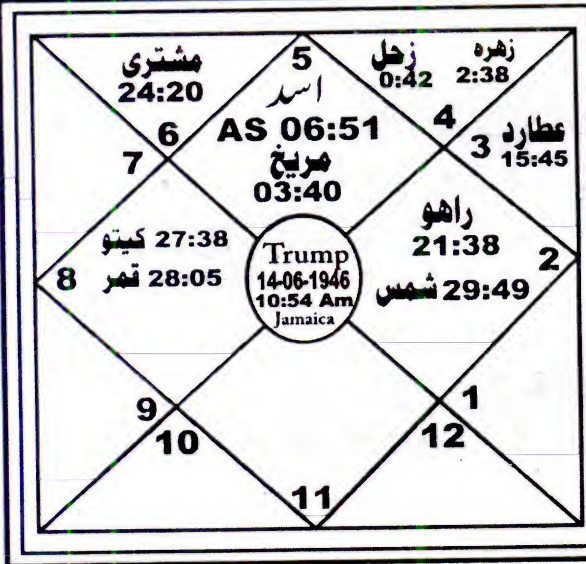 مشتری
24:20
5
اسد
AS 06:51
مریخ
03:40
زحل
0:42
زہرہ
2:38
4
3
عطارد
15:45
6
7
راھو
21:38
شمس 29:49
2
کیتو 27:38
قمر 28:05
8
Trump
14-06-1946
10:54 Am
Jamaica
9
10
1
12
11